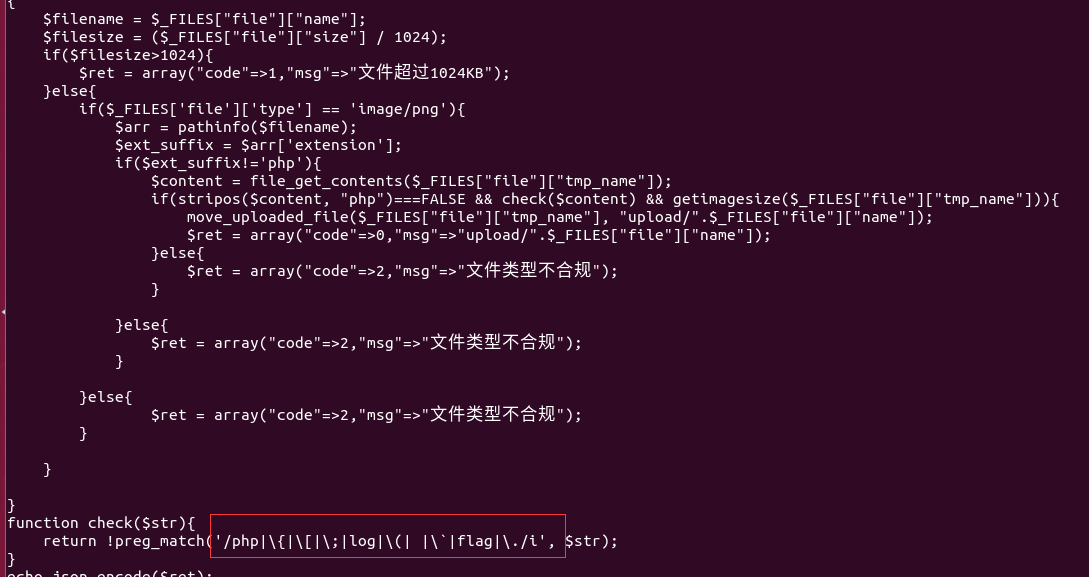 {
$filename = $_FILES["file"]["name"];
$filesize = ($_FILES["file"]["size"] / 1024);
if($filesize>1024){
$ret = array("code"=>1,"msg"=>"文件超过1024KB");
}else{
if($_FILES['file']['type'] == 'image/png'){
$arr = pathinfo($filename);
$ext_suffix = $arr['extension'];
if($ext_suffix!='php'){
$content = file_get_contents($_FILES["file"]["tmp_name"]);
if(stripos($content, "php")===FALSE && check($content) && getimagesize($_FILES["file"]["tmp_name"])){
move_uploaded_file($_FILES["file"]["tmp_name"], "upload/".$_FILES["file"]["name"]);
$ret = array("code"=>0,"msg"=>"upload/".$_FILES["file"]["name"]);
}else{
$ret = array("code"=>2,"msg"=>"文件类型不合规");
}
}else{
$ret = array("code"=>2,"msg"=>"文件类型不合规");
}
}else{
$ret = array("code"=>2,"msg"=>"文件类型不合规");
}
}
}
function check($str){
return !preg_match('/php|\{|\[|\;|log|\(| |\`|flag|\./i', $str);
}
echo json_encode($ret);